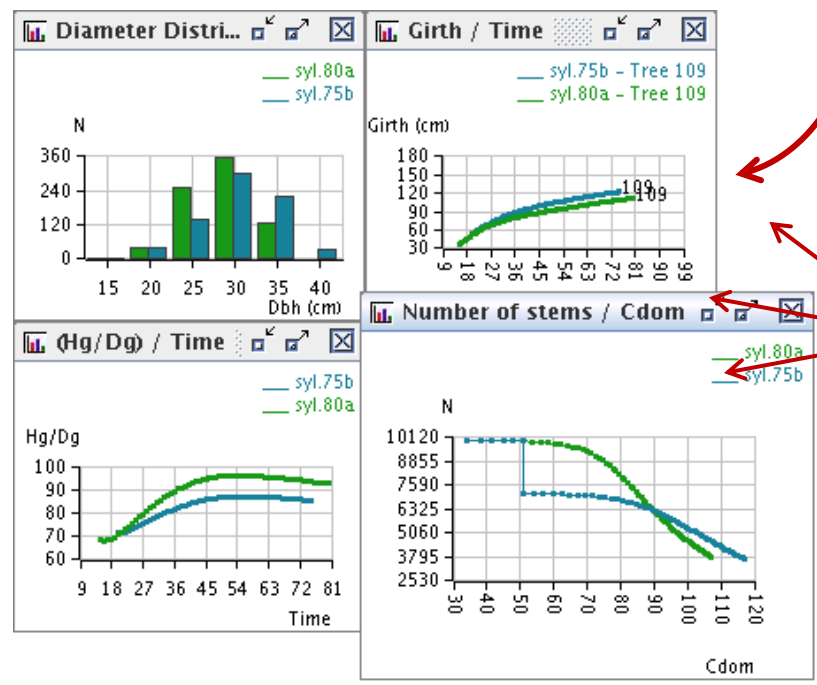 Diameter Distri...
syl.80a
syl.75b
N
360
240
120
0
15 20 25 30 35 40
Dbh (cm)
Girth / Time
syl.75b – Tree 109
syl.80a – Tree 109
Girth (cm)
180
150
120
90
60
30
109
109
9 18 27 36 45 54 63 72 81 90 99
(Hg/Dg) / Time
syl.75b
syl.80a
Hg/Dg
100
90
80
70
60
9 18 27 36 45 54 63 72 81
Time
Number of stems / Cdom
syl.80a
syl.75b
N
10120
8855
7590
6325
5060
3795
2530
30 40 50 60 70 80 90 100 110 120
Cdom